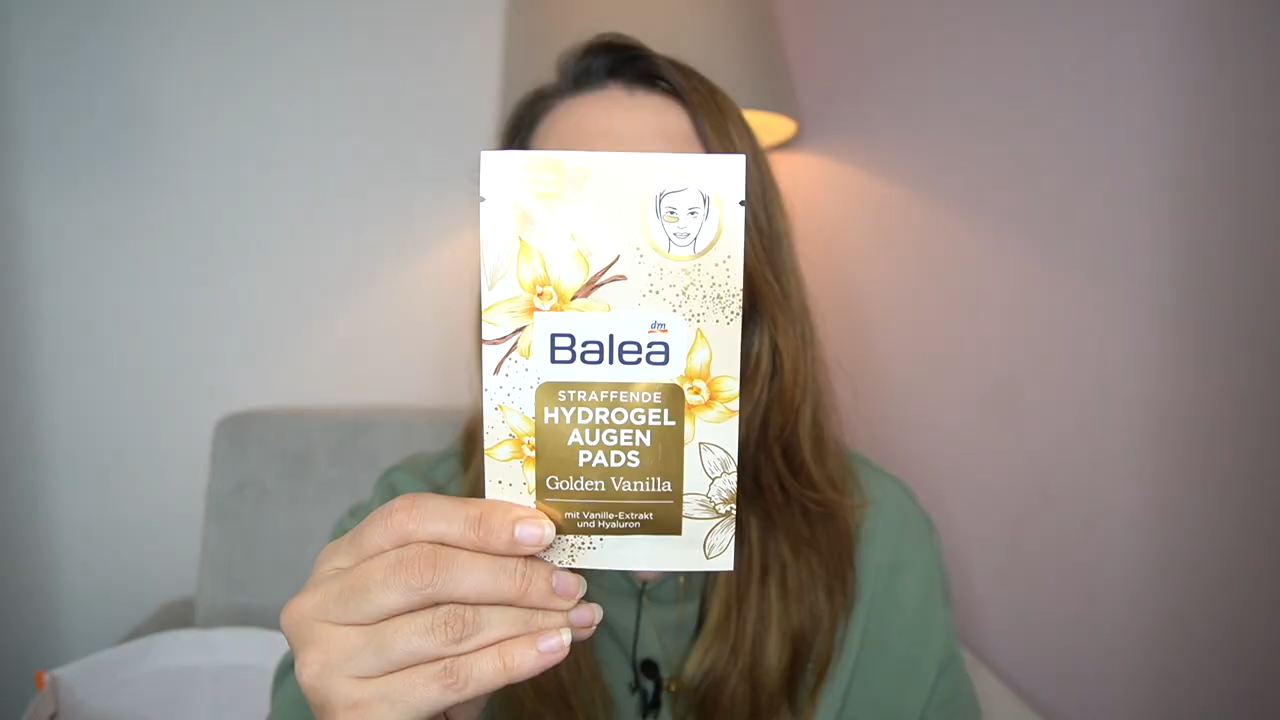 dm
Balea
STRAFFENDE
HYDROGEL
AUGEN
PADS
Golden Vanilla
mit Vanille-Extrakt
und Hyaluron